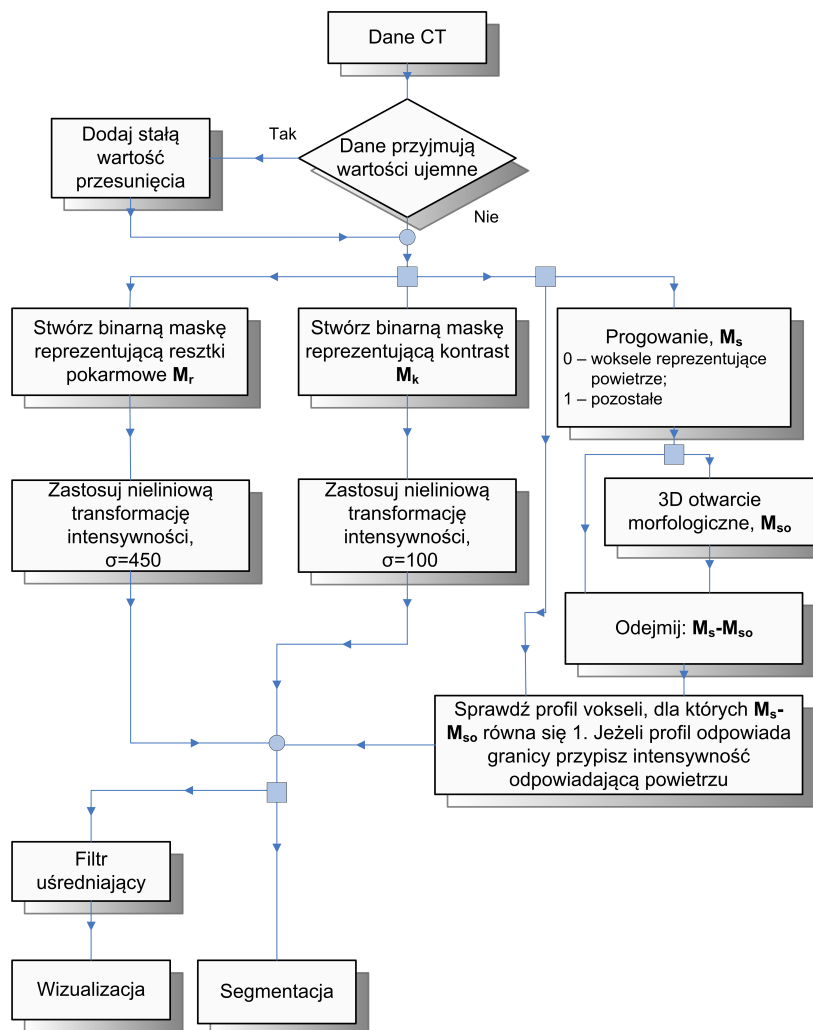 Dane CT
Dodaj stałą
wartość
przesunięcia
Tak
Dane przyjmują
wartości ujemne
Nie
Stwórz binarną maskę
reprezentującą resztki
pokarmowe Mr
Stwórz binarną maskę
reprezentującą kontrast
Mk
Progowanie, Ms
0 – woksele reprezentujące
powietrze;
1 – pozostałe
Zastosuj nieliniową
transformację
intensywności,
σ=450
Zastosuj nieliniową
transformację
intensywności,
σ=100
3D otwarcie
morfologiczne, Mso
Odejmij: Ms-Mso
Sprawdź profil vokseli, dla których Ms-
Mso równa się 1. Jeżeli profil odpowiada
granicy przypisz intensywność
odpowiadającą powietrzu
Filtr
uśredniający
Wizualizacja
Segmentacja